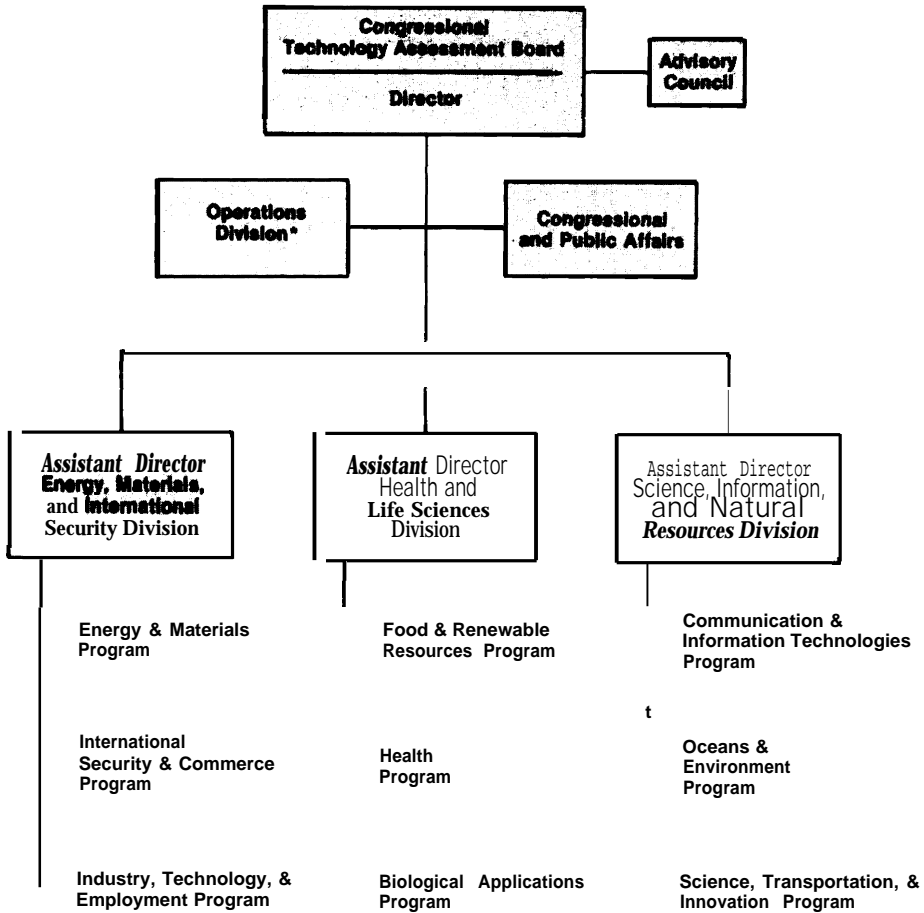 Congressional
Technology Assessment Board
Director
Advisory
Council
Operations
Division*
Congressional
and Public Affairs
Assistant Director
Energy, Materials,
and International
Security Division
Assistant Director
Health and
Life Sciences
Division
Assistant Director
Science, Information,
and Natural
Resources Division
Energy & Materials
Program
Food & Renewable
Resources Program
Communication &
Information Technologies
Program
t
International
Security & Commerce
Program
Health
Program
Oceans &
Environment
Program
Industry, Technology, &
Employment Program
Biological Applications
Program
Science, Transportation, &
Innovation Program